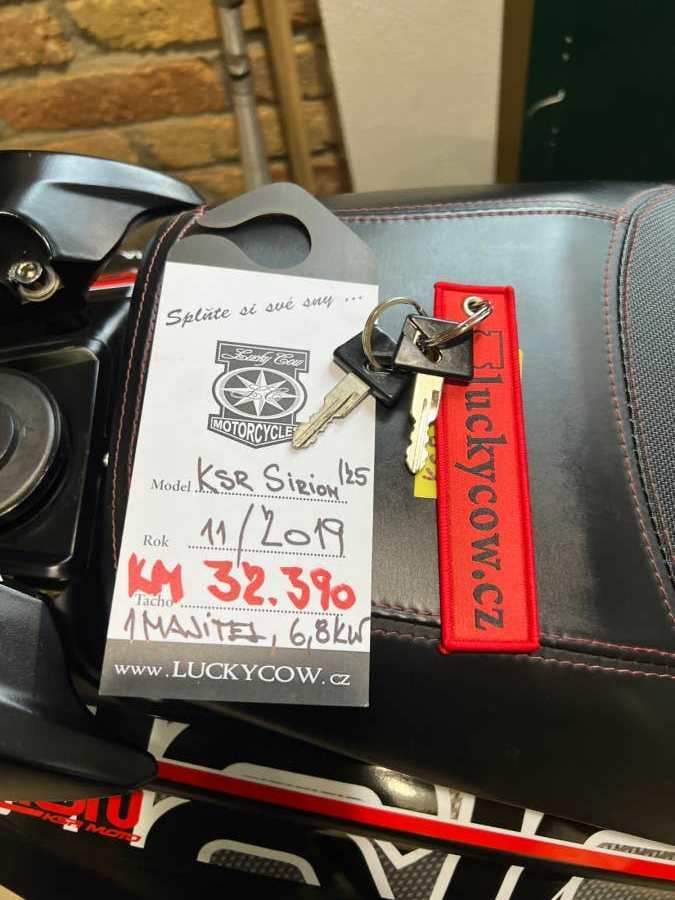 Splňte si své sny ...
Lucky Cow
MOTORCYCLES
Model KSR SIRION 125
Rok 11/2019
Tacho KM 32.390
1 MAJITEL, 6,8KW
www.LUCKYCOW.cz
luckycow.cz
KSR MOTO